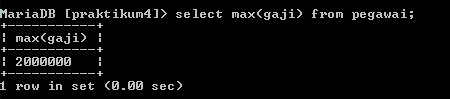 MariaDB [praktikum4]> select max(gaji) from pegawai;
+-----------+
| max(gaji) |
+-----------+
| 2000000   |
+-----------+
1 row in set (0.00 sec)